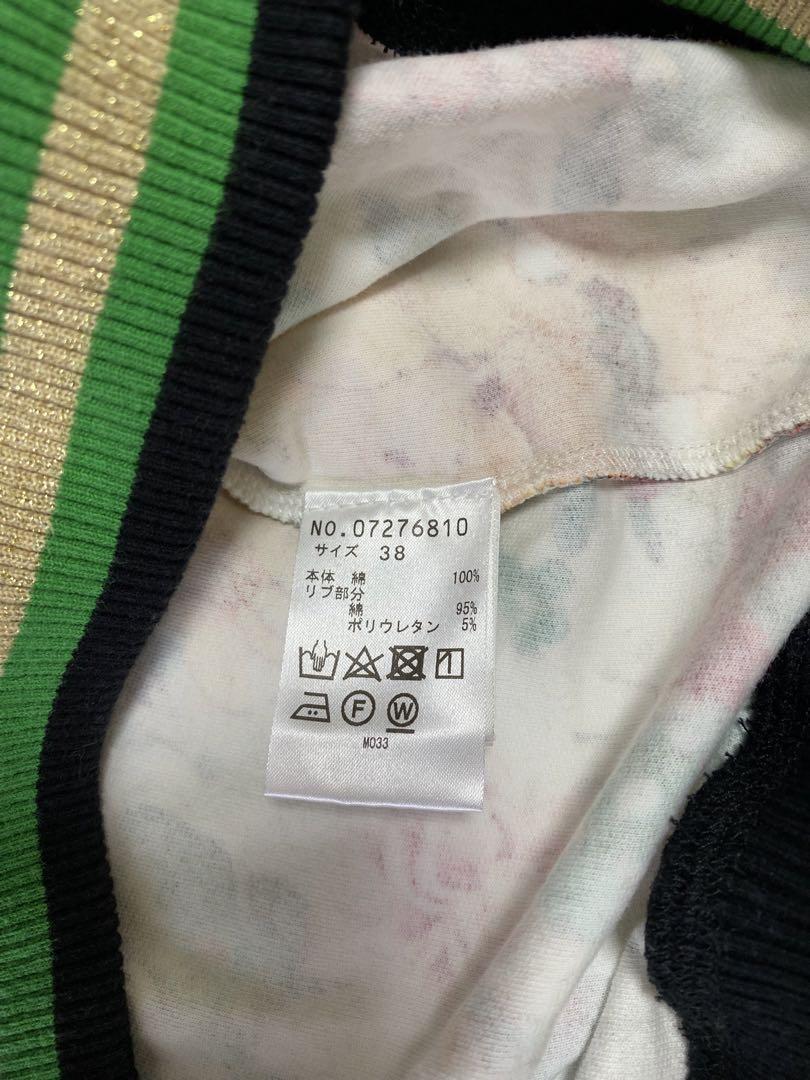 NO.07276810
サイズ 38
本体 綿 100%
リブ部分
綿 95%
ポリウレタン 5%
F W
M033